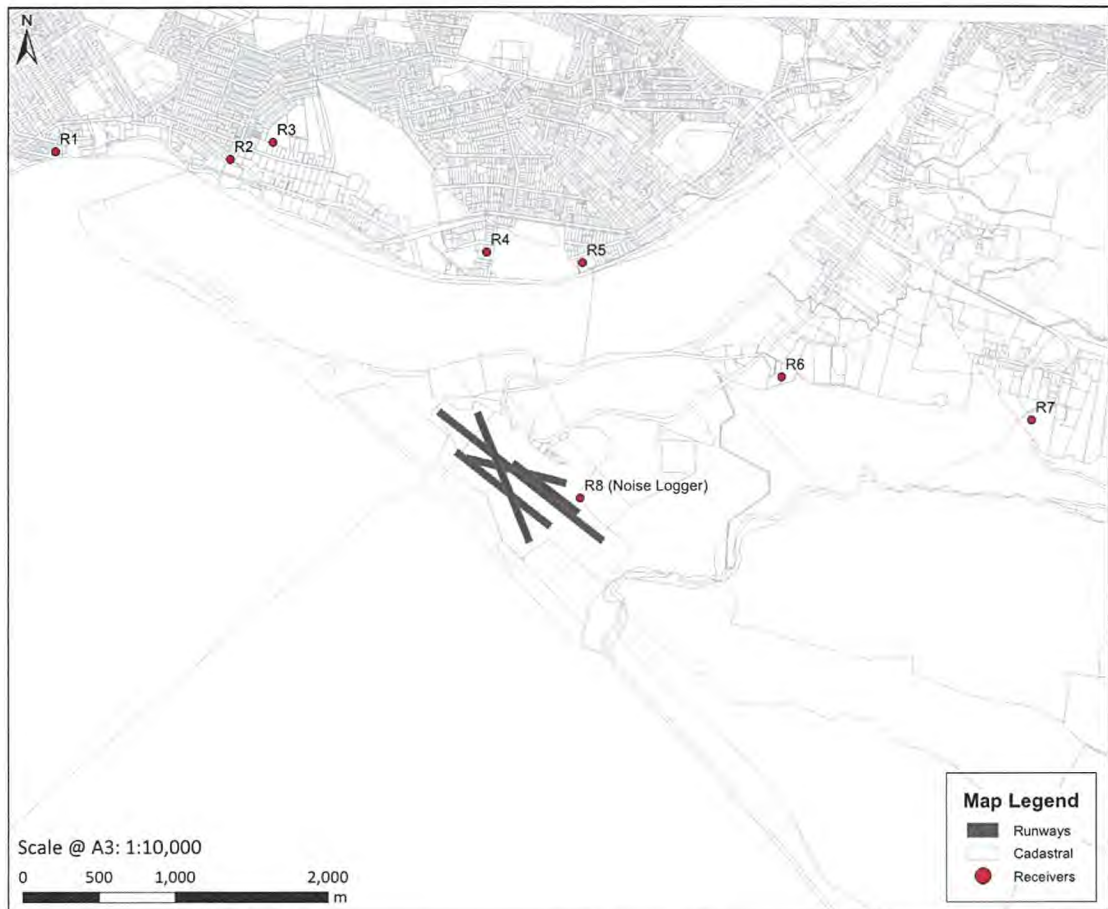 N
R1
R2
R3
R4
R5
R6
R7
R8 (Noise Logger)
Map Legend
Runways
Cadastral
Receivers
Scale @ A3: 1:10,000
0 500 1,000 2,000
m